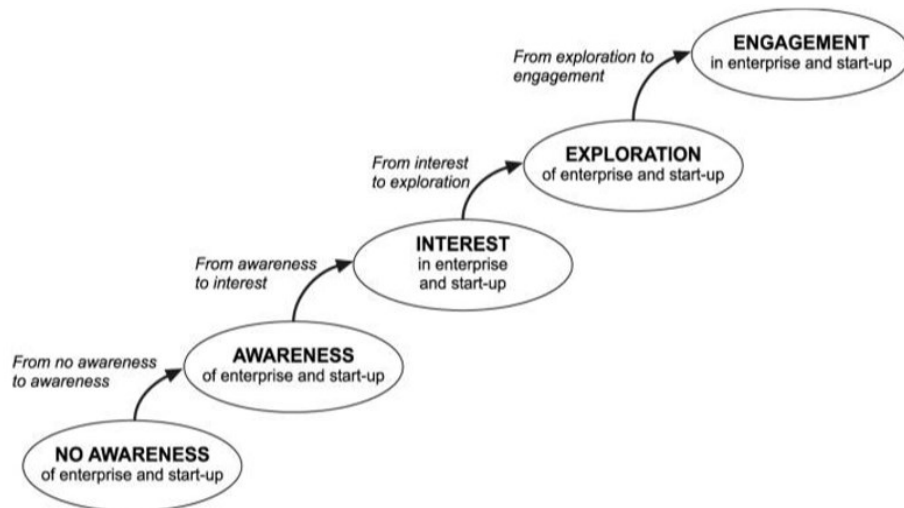 ENGAGEMENT
in enterprise and start-up
From exploration to
engagement
EXPLORATION
of enterprise and start-up
From interest
to exploration
INTEREST
in enterprise
and start-up
From awareness
to interest
AWARENESS
of enterprise and start-up
From no awareness
to awareness
NO AWARENESS
of enterprise and start-up